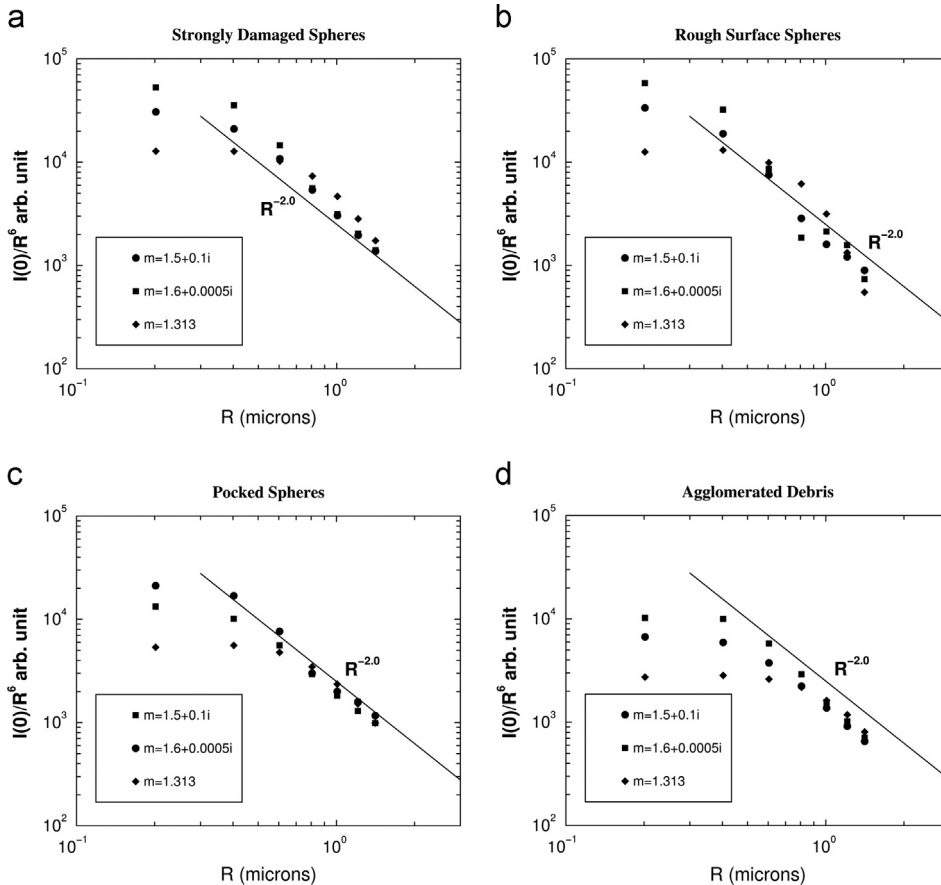 a
Strongly Damaged Spheres
10^5
10^4
10^3
10^2
I(0)/R^6 arb. unit
R^−2.0
m=1.5+0.1i
m=1.6+0.0005i
m=1.313
10^−1
10^0
R (microns)
b
Rough Surface Spheres
10^5
10^4
10^3
10^2
I(0)/R^6 arb. unit
R^−2.0
m=1.5+0.1i
m=1.6+0.0005i
m=1.313
10^−1
10^0
R (microns)
c
Pocked Spheres
10^5
10^4
10^3
10^2
I(0)/R^6 arb. unit
R^−2.0
m=1.5+0.1i
m=1.6+0.0005i
m=1.313
10^−1
10^0
R (microns)
d
Agglomerated Debris
10^5
10^4
10^3
10^2
I(0)/R^6 arb. unit
R^−2.0
m=1.5+0.1i
m=1.6+0.0005i
m=1.313
10^−1
10^0
R (microns)